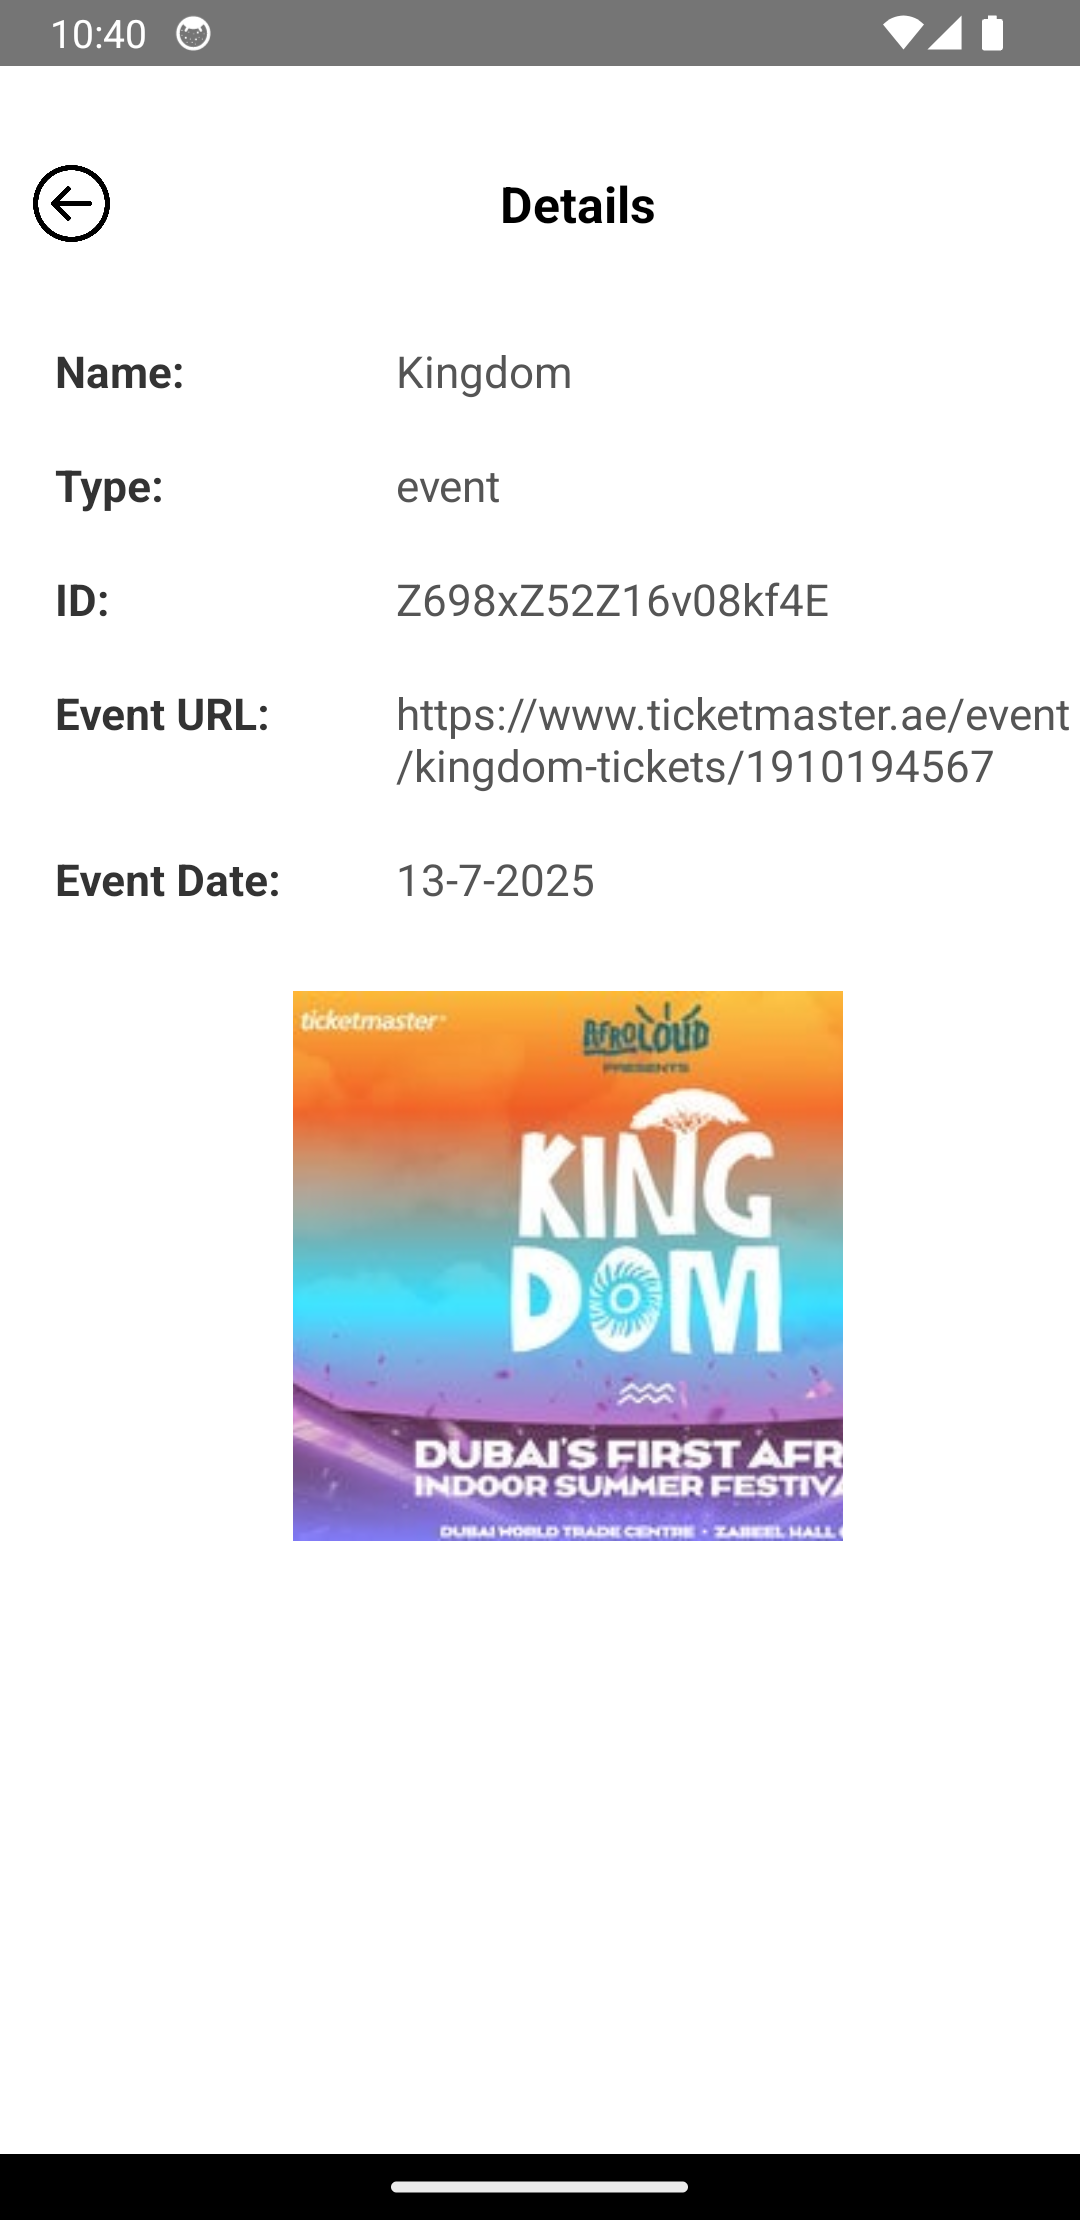 10:40
Details
Name: Kingdom
Type: event
ID: Z698xZ52Z16v08kf4E
Event URL: https://www.ticketmaster.ae/event
/kingdom-tickets/1910194567
Event Date: 13-7-2025
ticketmaster
AFROLOUD
PRESENTS
KING
DOM
DUBAI'S FIRST AFR
INDOOR SUMMER FESTIVA
DUBAI WORLD TRADE CENTRE • ZABEEL HALL